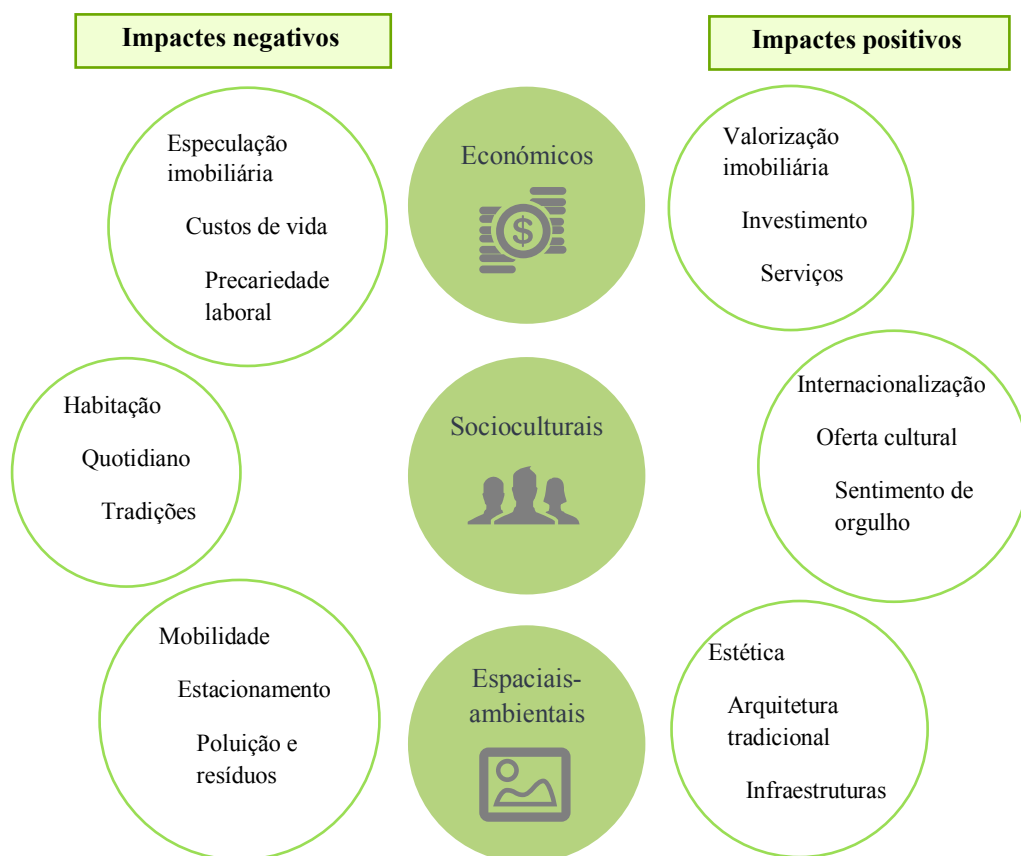 Impactes negativos
Impactes positivos
Especulação
imobiliária
Custos de vida
Precariedade
laboral
Económicos
$
Valorização
imobiliária
Investimento
Serviços
Habitação
Quotidiano
Tradições
Socioculturais
Internacionalização
Oferta cultural
Sentimento de
orgulho
Mobilidade
Estacionamento
Poluição e
resíduos
Espaciais-
ambientais
Estética
Arquitetura
tradicional
Infraestruturas